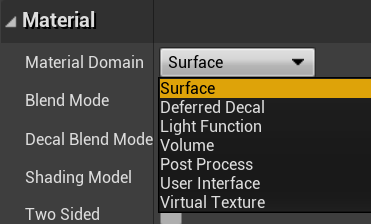 Material
Material Domain
Surface
Surface
Blend Mode
Deferred Decal
Light Function
Decal Blend Mode
Volume
Post Process
Shading Model
User Interface
Virtual Texture
Two Sided